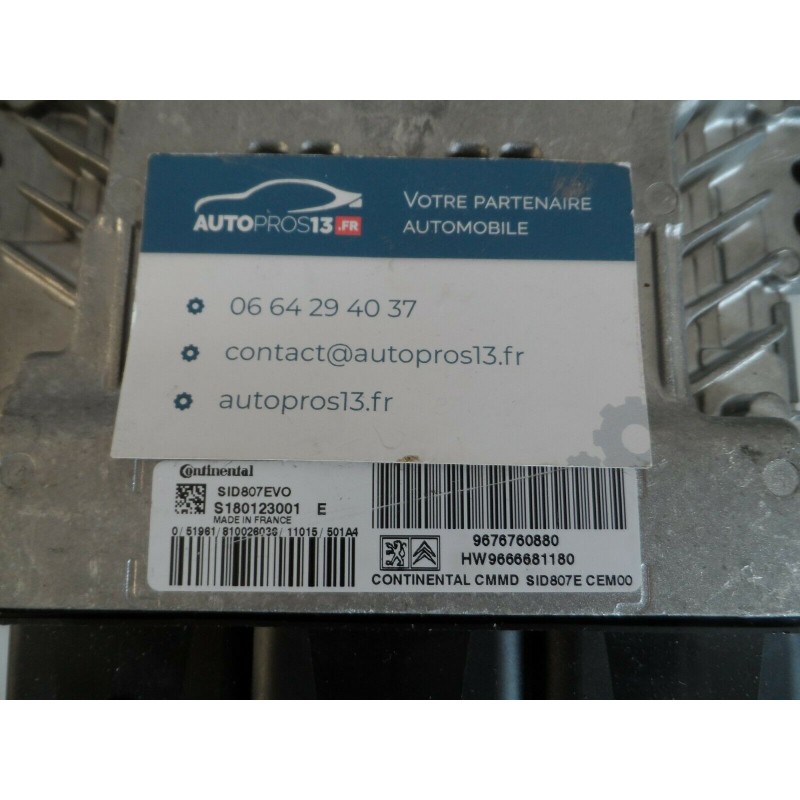 AUTOPROS13.FR
VOTRE PARTENAIRE
AUTOMOBILE
06 64 29 40 37
contact@autopros13.fr
autopros13.fr
Continental
SID807EVO
S180123001 E
MADE IN FRANCE
0/51961/81002603G/11015/501A4
9676760880
HW9666681180
CONTINENTAL CMMD SID807E CEM00